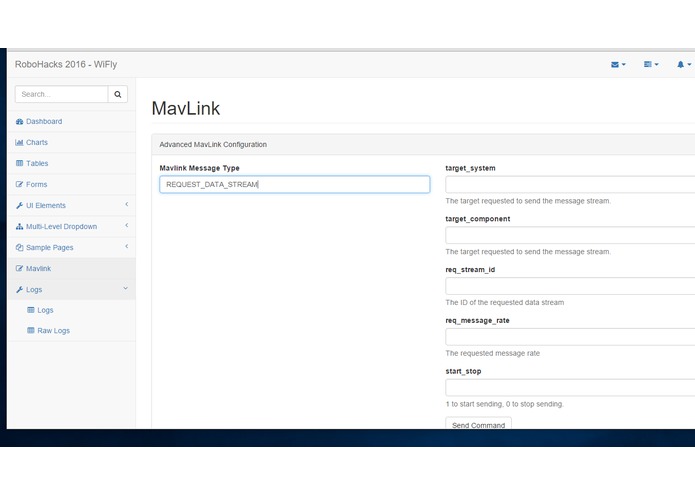 RoboHacks 2016 - WiFly
Search...
Dashboard
Charts
Tables
Forms
UI Elements
Multi-Level Dropdown
Sample Pages
Mavlink
Logs
Logs
Raw Logs
MavLink
Advanced MavLink Configuration
Mavlink Message Type
REQUEST_DATA_STREAM
target_system
The target requested to send the message stream.
target_component
The target requested to send the message stream.
req_stream_id
The ID of the requested data stream
req_message_rate
The requested message rate
start_stop
1 to start sending, 0 to stop sending.
Send Command